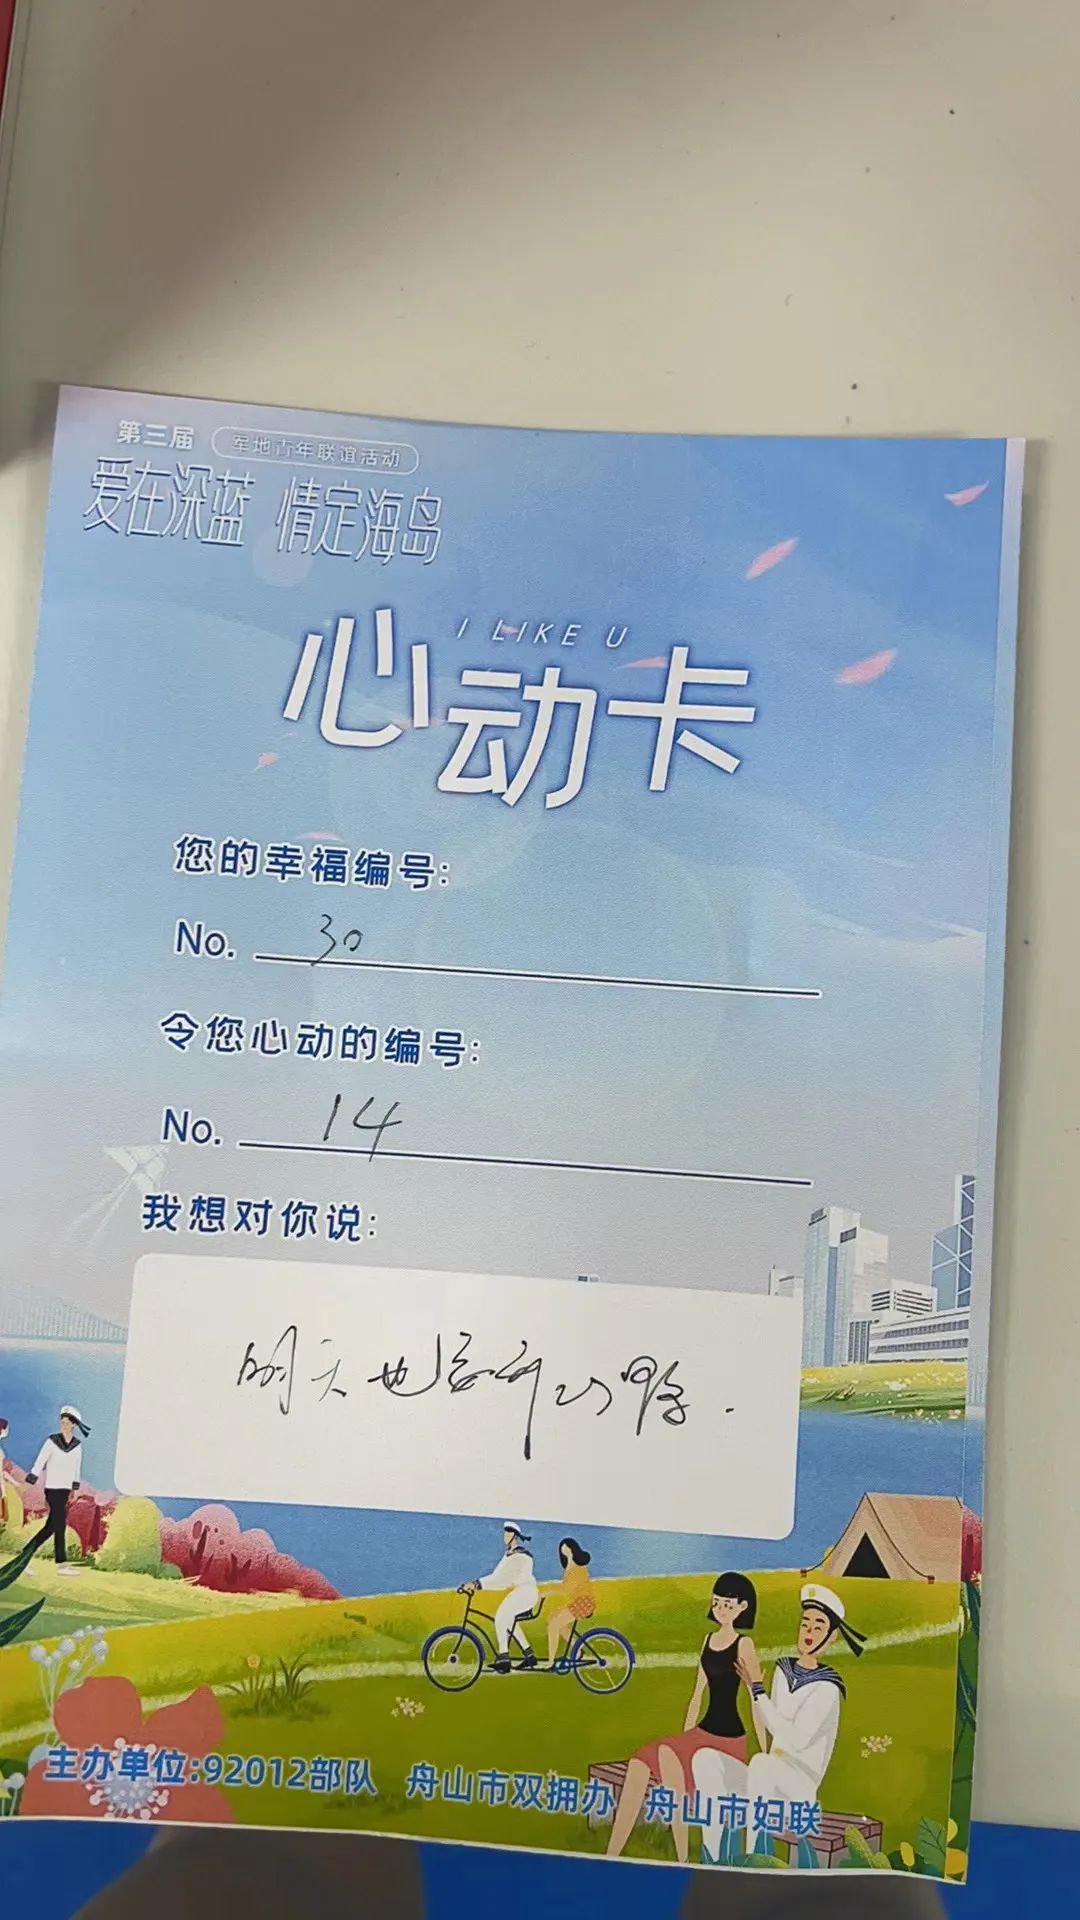 第三届 军地青年联谊活动
爱在深蓝 情定海岛
I LIKE U
心动卡
您的幸福编号:
No. 30
令您心动的编号:
No. 14
我想对你说:
明天也要开心哦.
主办单位:92012部队 舟山市双拥办 舟山市妇联